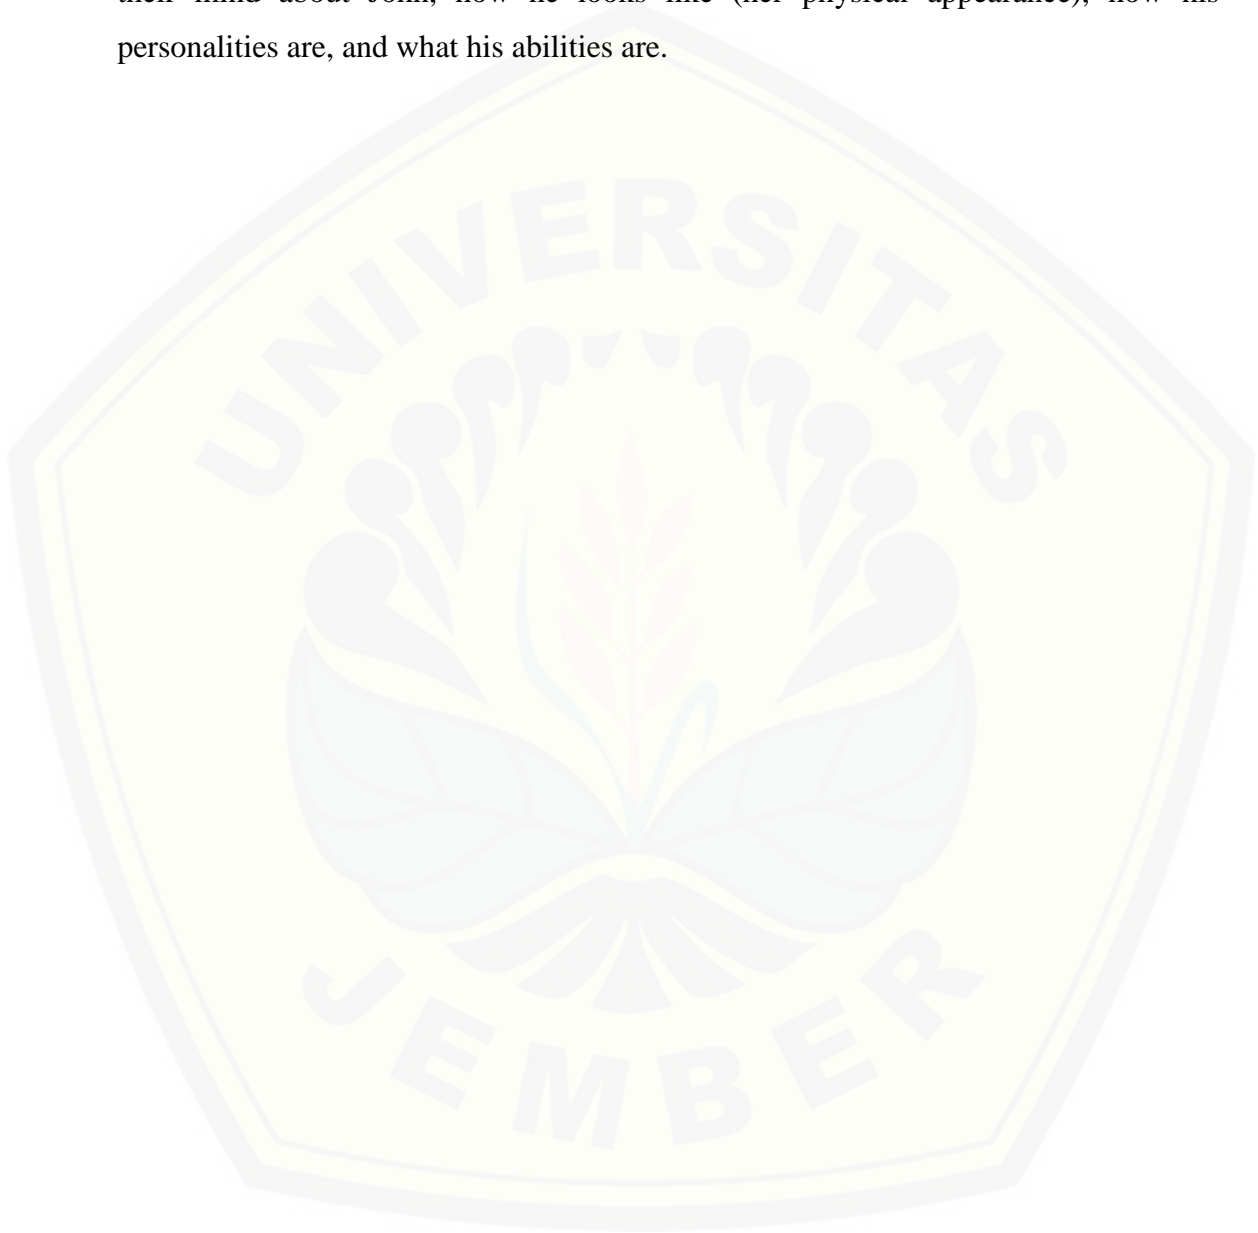 their mind about John, how he looks like (her physical appearance), how his
personalities are, and what his abilities are.
UNIVERSITAS
JEMBER